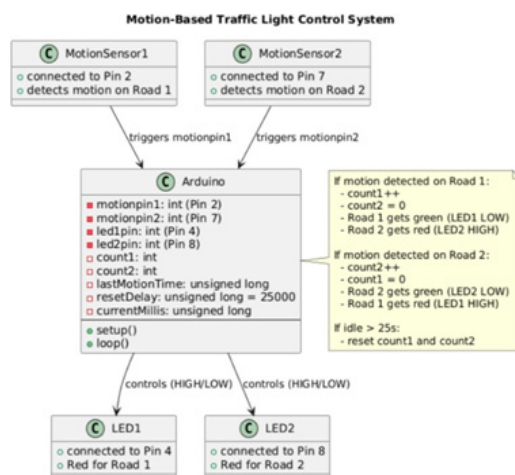 Motion-Based Traffic Light Control System
C MotionSensor1
connected to Pin 2
detects motion on Road 1
C MotionSensor2
connected to Pin 7
detects motion on Road 2
triggers motionpin1
triggers motionpin2
C Arduino
motionpin1: int (Pin 2)
motionpin2: int (Pin 7)
led1pin: int (Pin 4)
led2pin: int (Pin 8)
count1: int
count2: int
lastMotionTime: unsigned long
resetDelay: unsigned long = 25000
currentMillis: unsigned long
setup()
loop()
If motion detected on Road 1:
- count1++
- count2 = 0
- Road 1 gets green (LED1 LOW)
- Road 2 gets red (LED2 HIGH)
If motion detected on Road 2:
- count2++
- count1 = 0
- Road 2 gets green (LED2 LOW)
- Road 1 gets red (LED1 HIGH)
If idle > 25s:
- reset count1 and count2
controls (HIGH/LOW)
controls (HIGH/LOW)
C LED1
connected to Pin 4
Red for Road 1
C LED2
connected to Pin 8
Red for Road 2